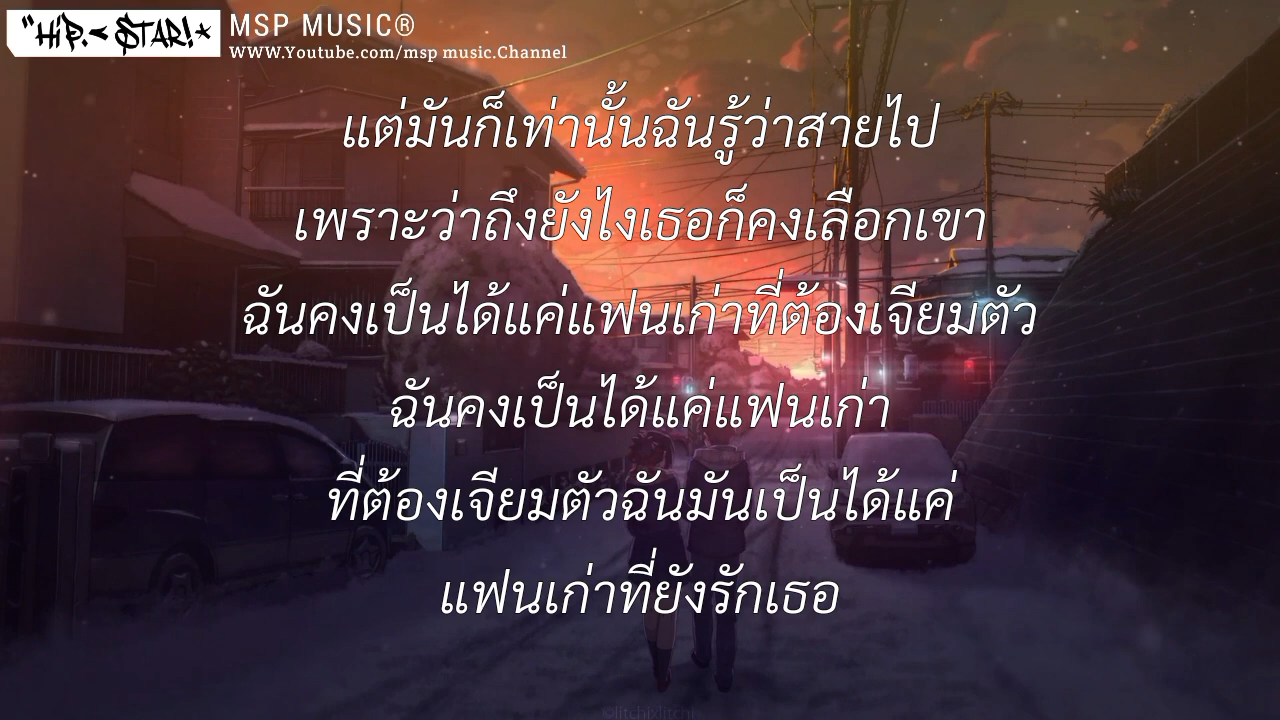 "HiP.< $TAR!★
MSP MUSIC®
WWW.Youtube.com/msp music.Channel
แต่มันก็เท่านั้นฉันรู้ว่าสายไป
เพราะว่าถึงยังไงเธอก็คงเลือกเขา
ฉันคงเป็นได้แค่แฟนเก่าที่ต้องเจียมตัว
ฉันคงเป็นได้แค่แฟนเก่า
ที่ต้องเจียมตัวฉันมันเป็นได้แค่
แฟนเก่าที่ยังรักเธอ